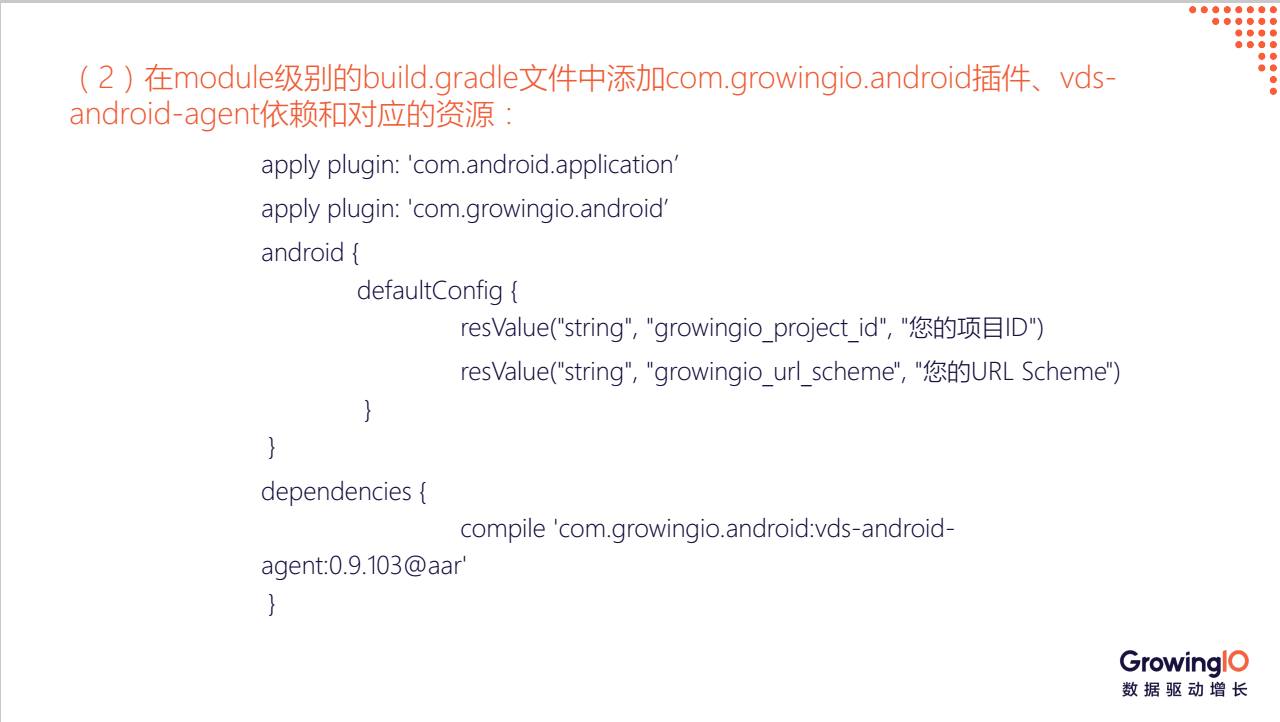 （2）在module级别的build.gradle文件中添加com.growingio.android插件、vds-
android-agent依赖和对应的资源：
apply plugin: 'com.android.application’
apply plugin: 'com.growingio.android’
android {
defaultConfig {
resValue("string", "growingio_project_id", "您的项目ID")
resValue("string", "growingio_url_scheme", "您的URL Scheme")
}
}
dependencies {
compile 'com.growingio.android:vds-android-
agent:0.9.103@aar'
}
GrowingIO
数据驱动增长